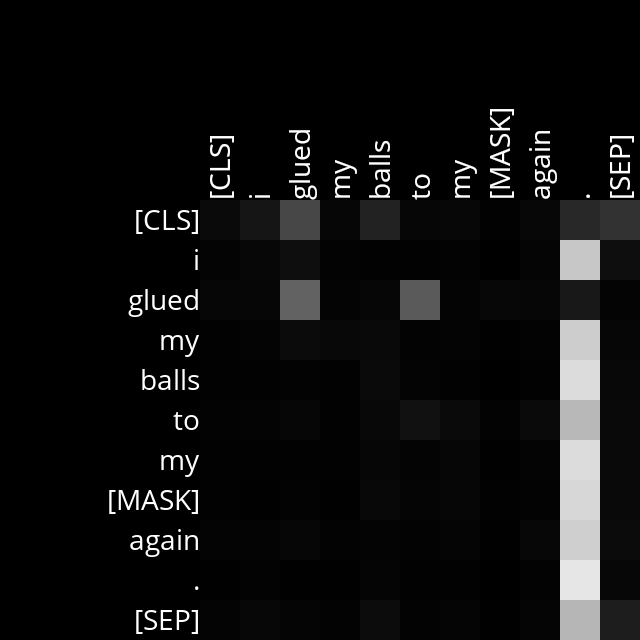 [CLS] i glued my balls to my [MASK] again . [SEP]
[CLS]
i
glued
my
balls
to
my
[MASK]
again
.
[SEP]